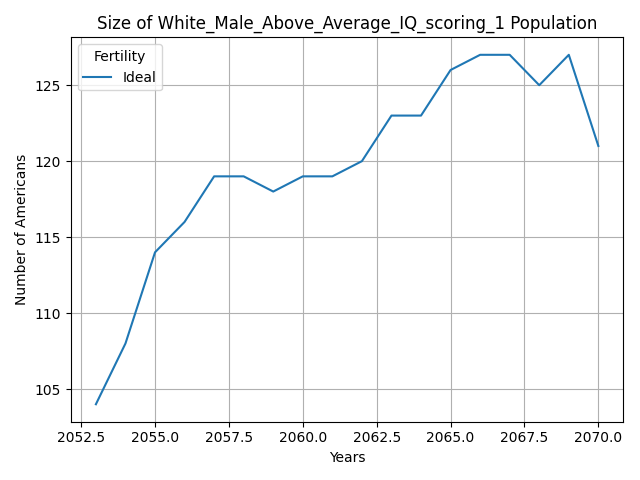 Size of White_Male_Above_Average_IQ_scoring_1 Population
Fertility
Ideal
Number of Americans
125
120
115
110
105
2052.5 2055.0 2057.5 2060.0 2062.5 2065.0 2067.5 2070.0
Years